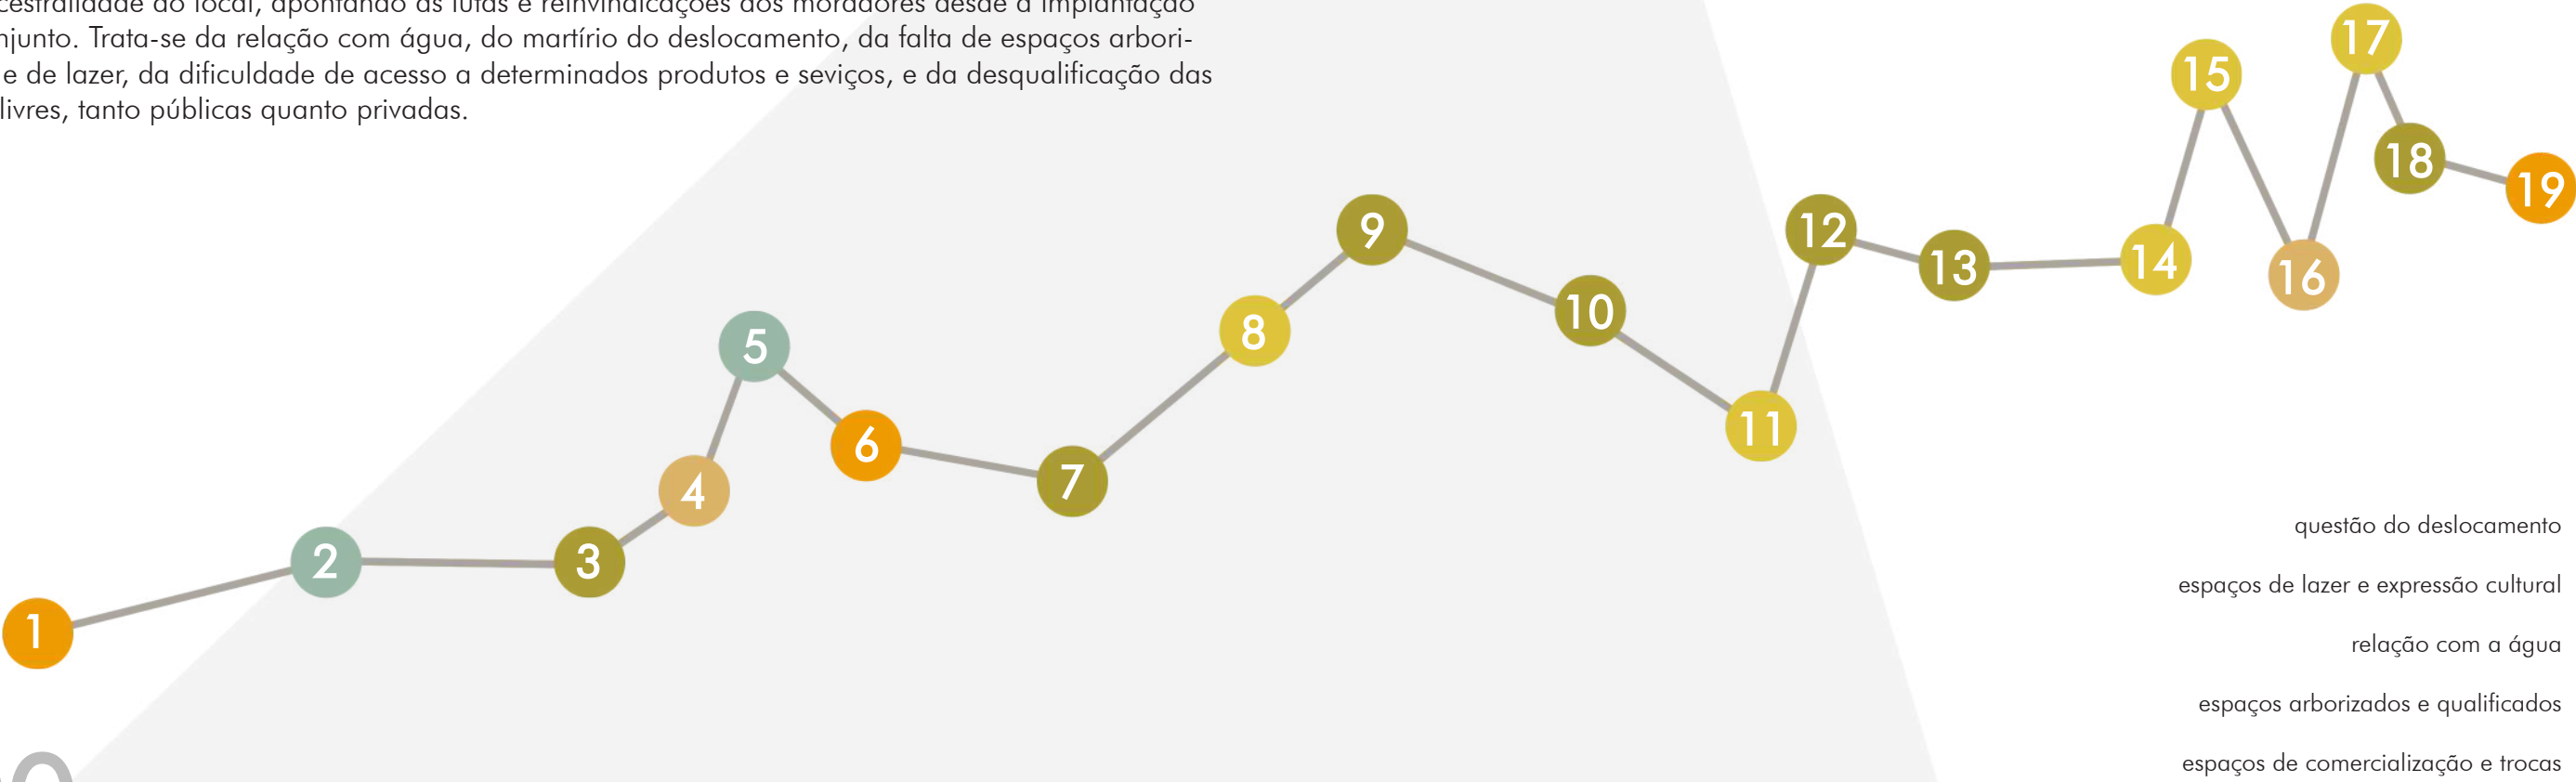 cestralidade do local, apontando as lutas e reinvindicações dos moradores desde a implantação
njunto. Trata-se da relação com água, do martírio do deslocamento, da falta de espaços arbori-
e de lazer, da dificuldade de acesso a determinados produtos e seviços, e da desqualificação das
livres, tanto públicas quanto privadas.
1
2
3
4
5
6
7
8
9
10
11
12
13
14
15
16
17
18
19
questão do deslocamento
espaços de lazer e expressão cultural
relação com a água
espaços arborizados e qualificados
espaços de comercialização e trocas